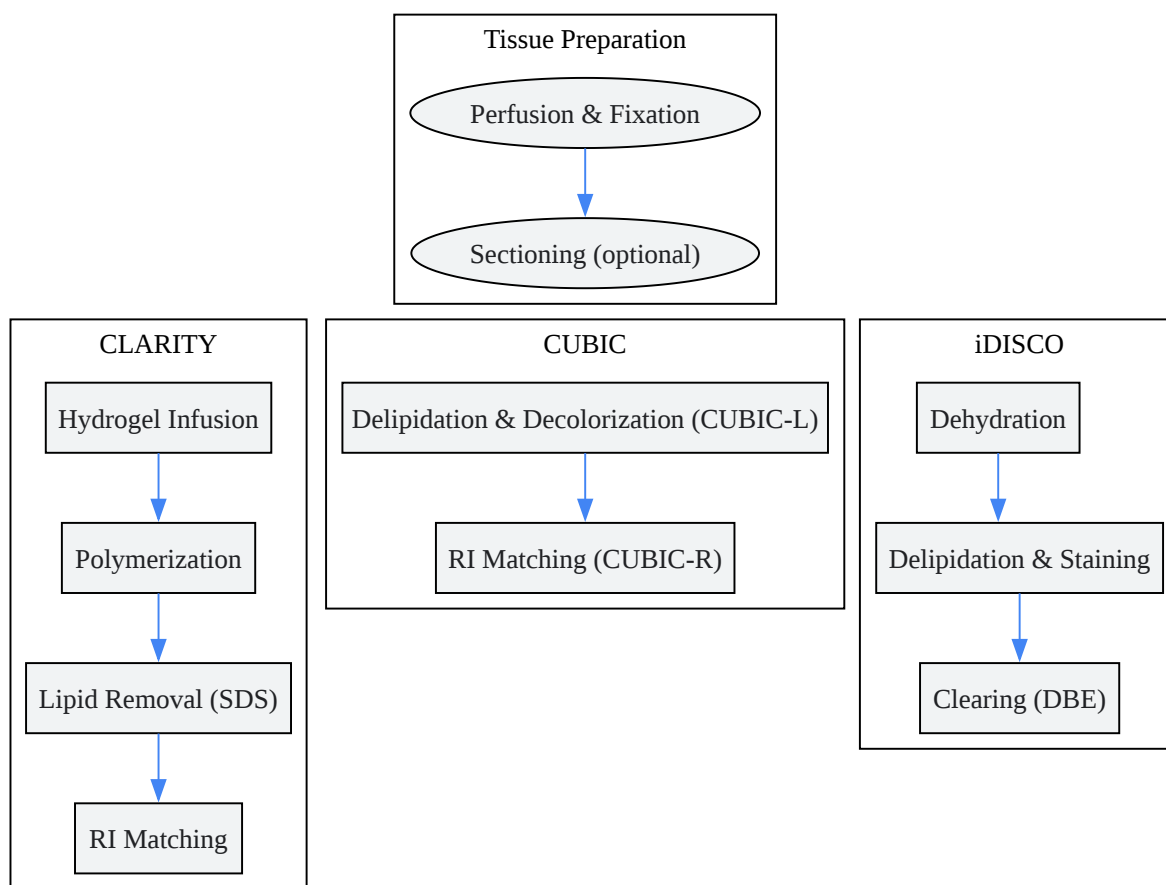 Tissue Preparation
Perfusion & Fixation
Sectioning (optional)
CLARITY
Hydrogel Infusion
Polymerization
Lipid Removal (SDS)
RI Matching
CUBIC
Delipidation & Decolorization (CUBIC-L)
RI Matching (CUBIC-R)
iDISCO
Dehydration
Delipidation & Staining
Clearing (DBE)